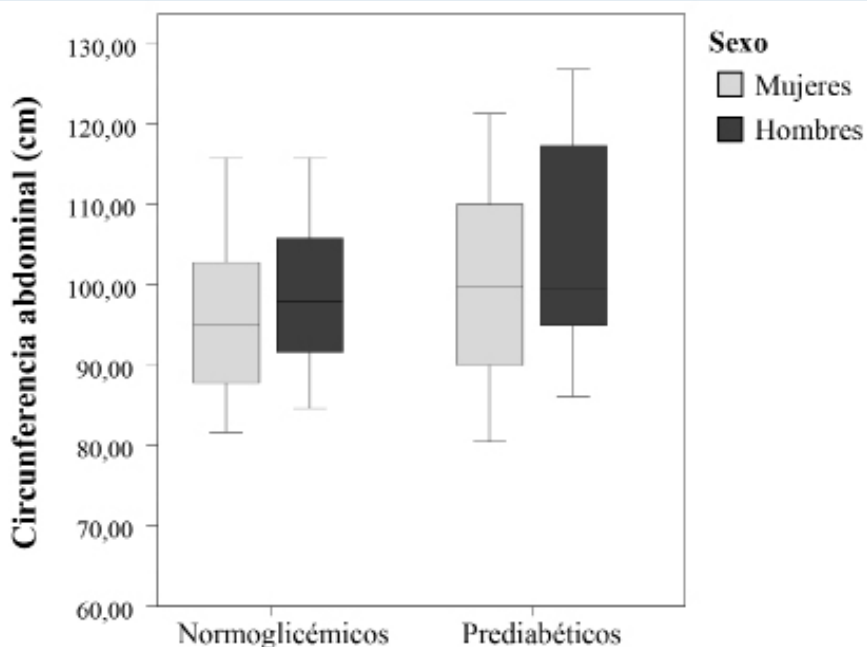 Circunferencia abdominal (cm)
130,00
120,00
110,00
100,00
90,00
80,00
70,00
60,00
Normoglicémicos
Prediabéticos
Sexo
Mujeres
Hombres